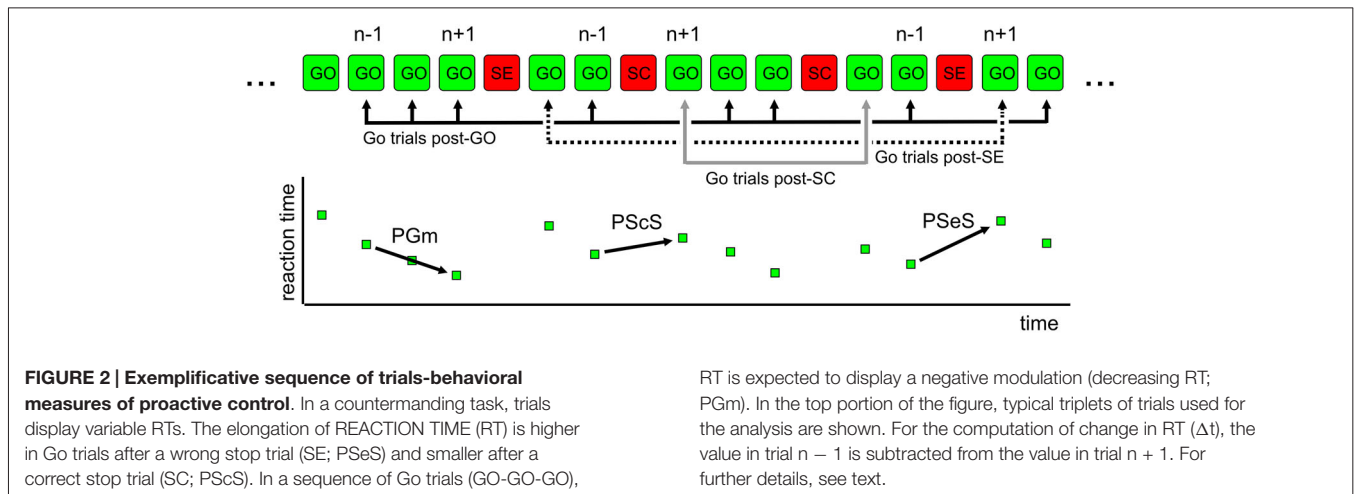 n-1 n+1 n-1 n+1 n-1 n+1
... GO GO GO GO SE GO GO SC GO GO GO SC GO GO SE GO GO ...
Go trials post-GO
Go trials post-SE
Go trials post-SC
reaction time
PGm
PScS
PSeS
time
FIGURE 2 | Exemplificative sequence of trials-behavioral
measures of proactive control. In a countermanding task, trials
display variable RTs. The elongation of REACTION TIME (RT) is higher
in Go trials after a wrong stop trial (SE; PSeS) and smaller after a
correct stop trial (SC; PScS). In a sequence of Go trials (GO-GO-GO),
RT is expected to display a negative modulation (decreasing RT;
PGm). In the top portion of the figure, typical triplets of trials used for
the analysis are shown. For the computation of change in RT (Δt), the
value in trial n − 1 is subtracted from the value in trial n + 1. For
further details, see text.